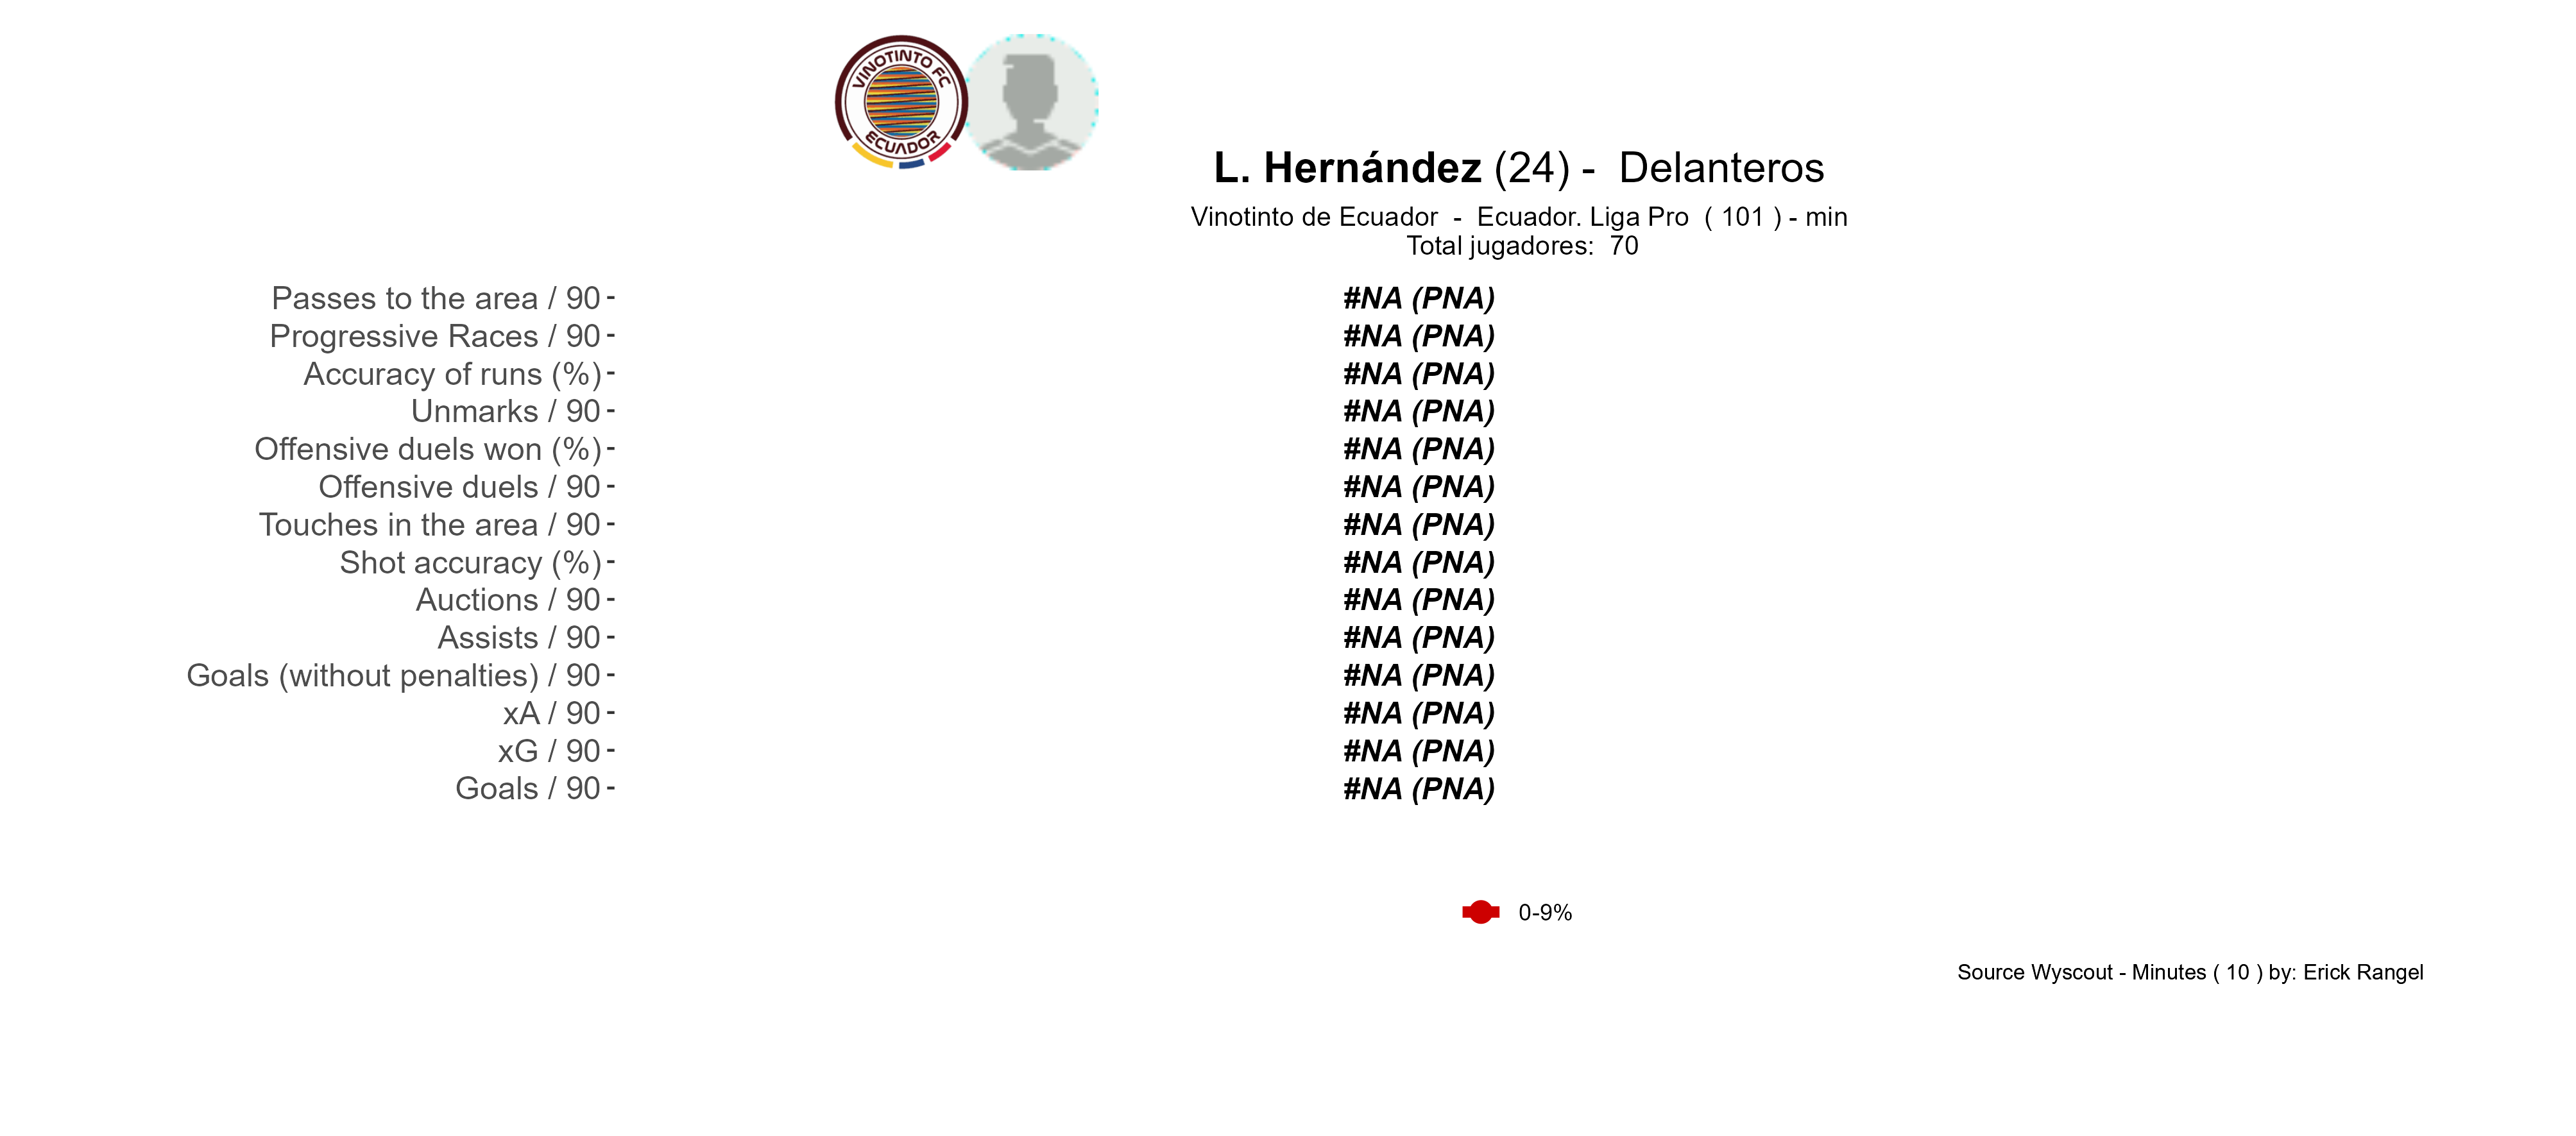 VINOTINTO FC
ECUADOR
L. Hernández (24) - Delanteros
Vinotinto de Ecuador - Ecuador. Liga Pro ( 101 ) - min
Total jugadores: 70
Passes to the area / 90 #NA (PNA)
Progressive Races / 90 #NA (PNA)
Accuracy of runs (%) #NA (PNA)
Unmarks / 90 #NA (PNA)
Offensive duels won (%) #NA (PNA)
Offensive duels / 90 #NA (PNA)
Touches in the area / 90 #NA (PNA)
Shot accuracy (%) #NA (PNA)
Auctions / 90 #NA (PNA)
Assists / 90 #NA (PNA)
Goals (without penalties) / 90 #NA (PNA)
xA / 90 #NA (PNA)
xG / 90 #NA (PNA)
Goals / 90 #NA (PNA)
0-9%
Source Wyscout - Minutes ( 10 ) by: Erick Rangel